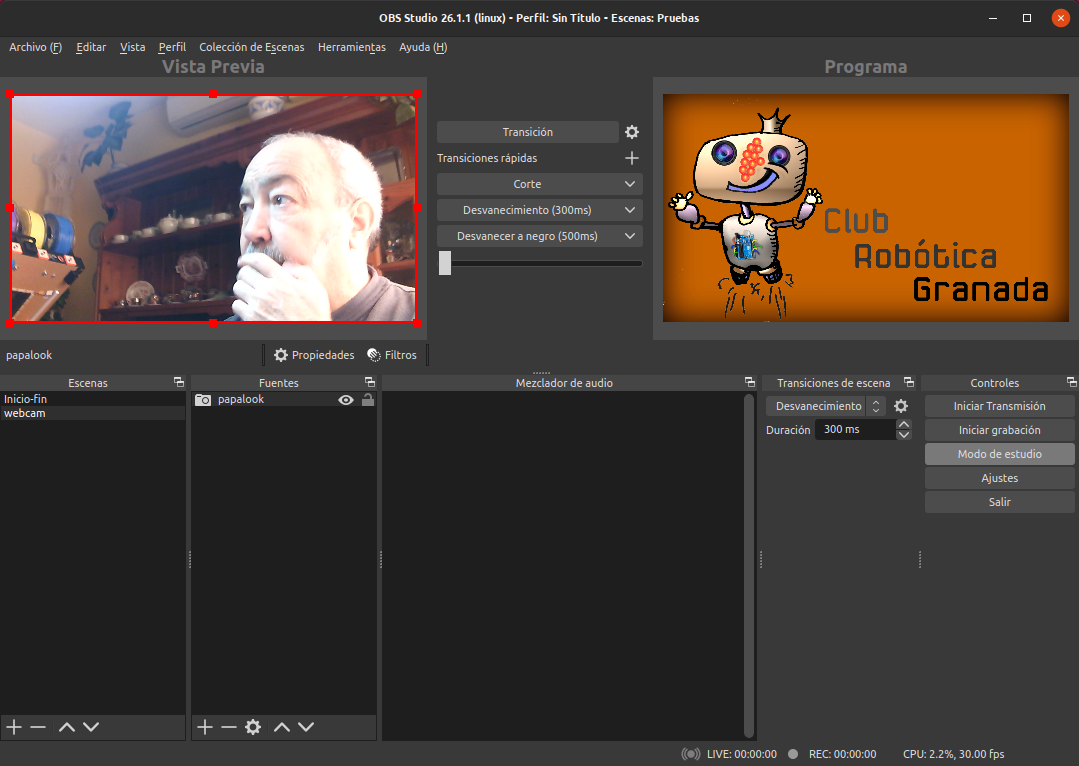 OBS Studio 26.1.1 (linux) - Perfil: Sin Título - Escenas: Pruebas
Archivo (F) Editar Vista Perfil Colección de Escenas Herramientas Ayuda (H)
Vista Previa
Programa
Transición
Transiciones rápidas
Corte
Desvanecimiento (300ms)
Desvanecer a negro (500ms)
Club
Robótica
Granada
papalook
Propiedades
Filtros
Escenas
Fuentes
Mezclador de audio
Transiciones de escena
Controles
Inicio-fin
webcam
papalook
Desvanecimiento
Duración
300 ms
Iniciar Transmisión
Iniciar grabación
Modo de estudio
Ajustes
Salir
LIVE: 00:00:00
REC: 00:00:00
CPU: 2.2%, 30.00 fps